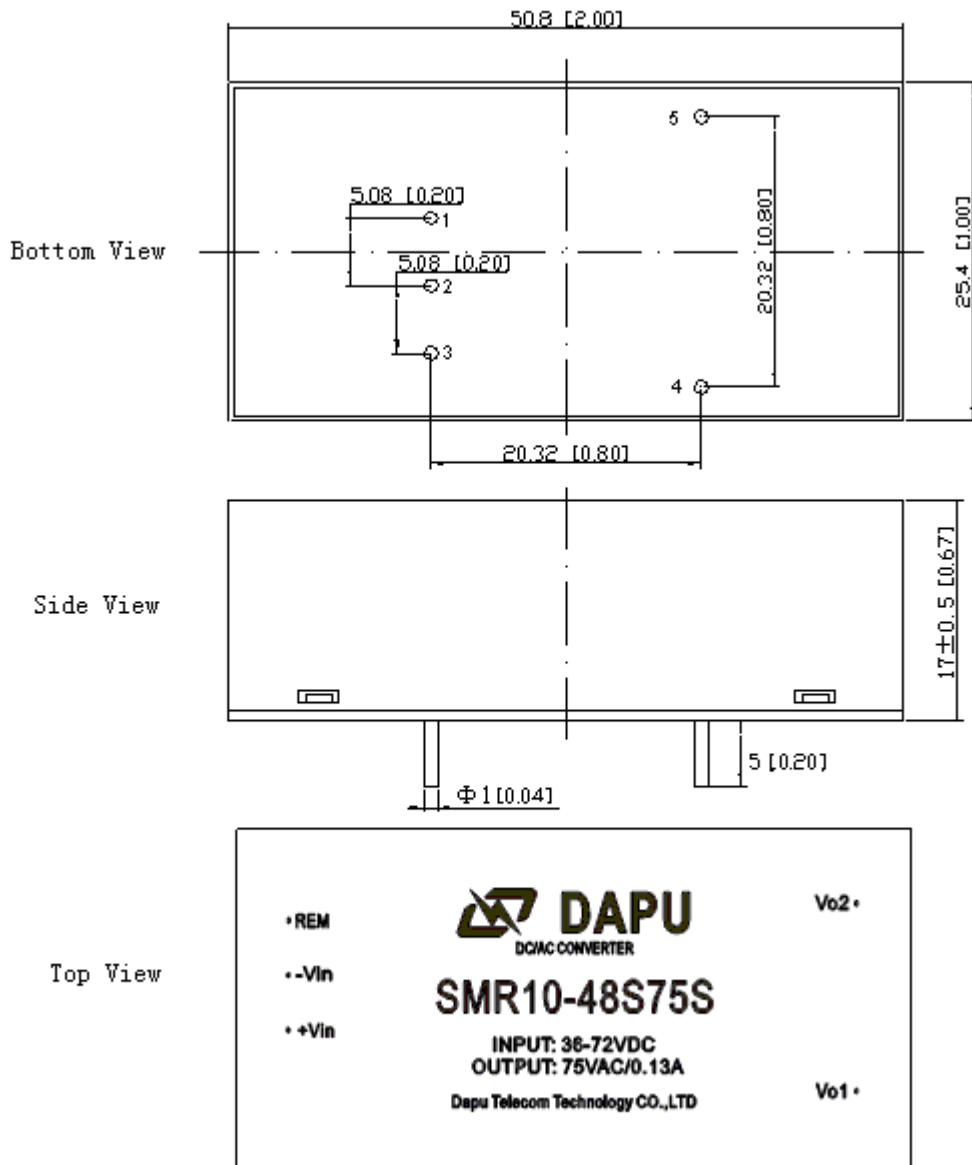 50.8 [2.00]
5
5.08 [0.20]
1
Bottom View
5.08 [0.20]
2
3
20.32 [0.80]
25.4 [1.00]
4
20.32 [0.80]
Side View
17±0.5 [0.67]
5 [0.20]
Φ1[0.04]
Top View
•REM
•-Vin
•+Vin
DAPU
DC/AC CONVERTER
SMR10-48S75S
INPUT: 36-72VDC
OUTPUT: 75VAC/0.13A
Dapu Telecom Technology CO.,LTD
Vo2•
Vo1•